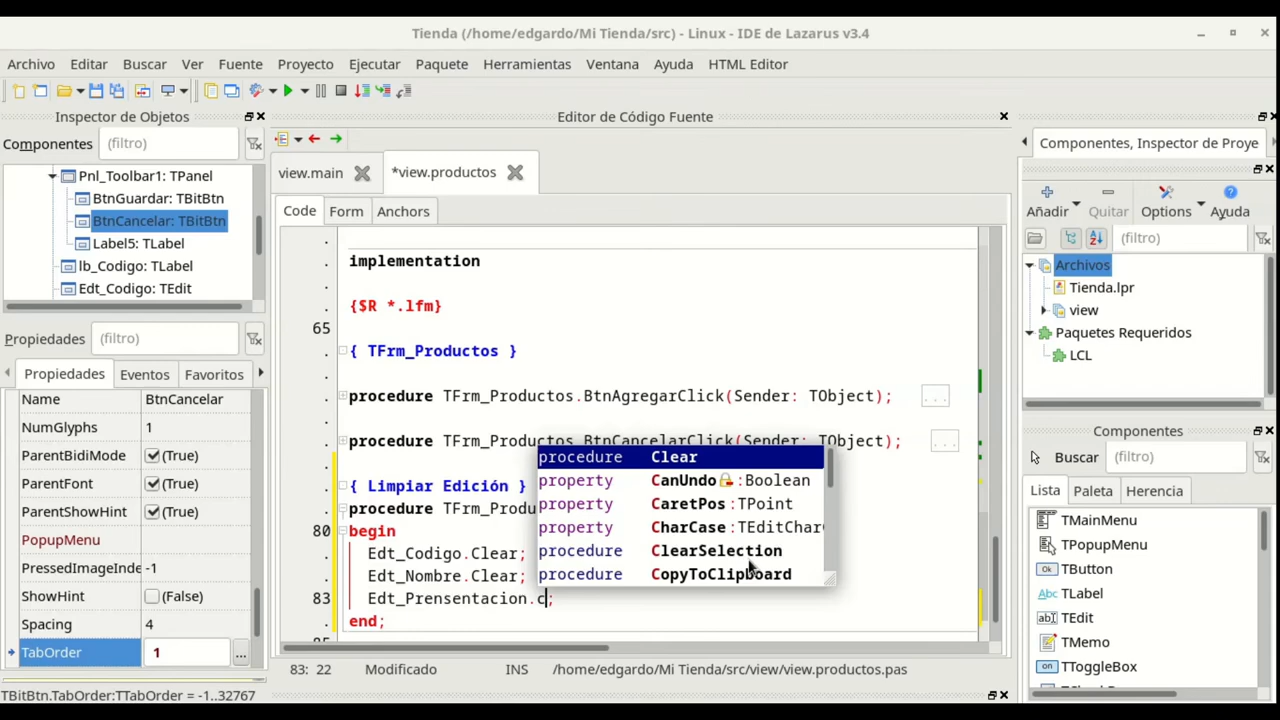 Tienda (/home/edgardo/Mi Tienda/src) - Linux - IDE de Lazarus v3.4
Archivo Editar Buscar Ver Fuente Proyecto Ejecutar Paquete Herramientas Ventana Ayuda HTML Editor
Inspector de Objetos
Componentes (filtro)
Pnl_Toolbar1: TPanel
BtnGuardar: TBitBtn
BtnCancelar: TBitBtn
Label5: TLabel
lb_Codigo: TLabel
Edt_Codigo: TEdit
Propiedades (filtro)
Propiedades Eventos Favoritos
Name BtnCancelar
NumGlyphs 1
ParentBidiMode (True)
ParentFont (True)
ParentShowHint (True)
PopupMenu
PressedImageInde -1
ShowHint (False)
Spacing 4
TabOrder 1 ...
TBitBtn.TabOrder:TTabOrder = -1..32767
Editor de Código Fuente
view.main *view.productos
Code Form Anchors
implementation
{$R *.lfm}
65
{ TFrm_Productos }
procedure TFrm_Productos.BtnAgregarClick(Sender: TObject); ...
procedure TFrm_Productos.BtnCancelarClick(Sender: TObject); ...
{ Limpiar Edición }
procedure TFrm_Produ
80 begin
Edt_Codigo.Clear;
Edt_Nombre.Clear;
83 Edt_Prensentacion.c;
end;
procedure Clear
property CanUndo :Boolean
property CaretPos:TPoint
property CharCase:TEditChar
procedure ClearSelection
procedure CopyToClipboard
83: 22 Modificado INS /home/edgardo/Mi Tienda/src/view/view.productos.pas
Componentes, Inspector de Proye
Añadir Quitar Options Ayuda
(filtro)
Archivos
Tienda.lpr
view
Paquetes Requeridos
LCL
Componentes
Buscar (filtro)
Lista Paleta Herencia
TMainMenu
TPopupMenu
Ok TButton
Abc TLabel
abI TEdit
TMemo
on TToggleBox